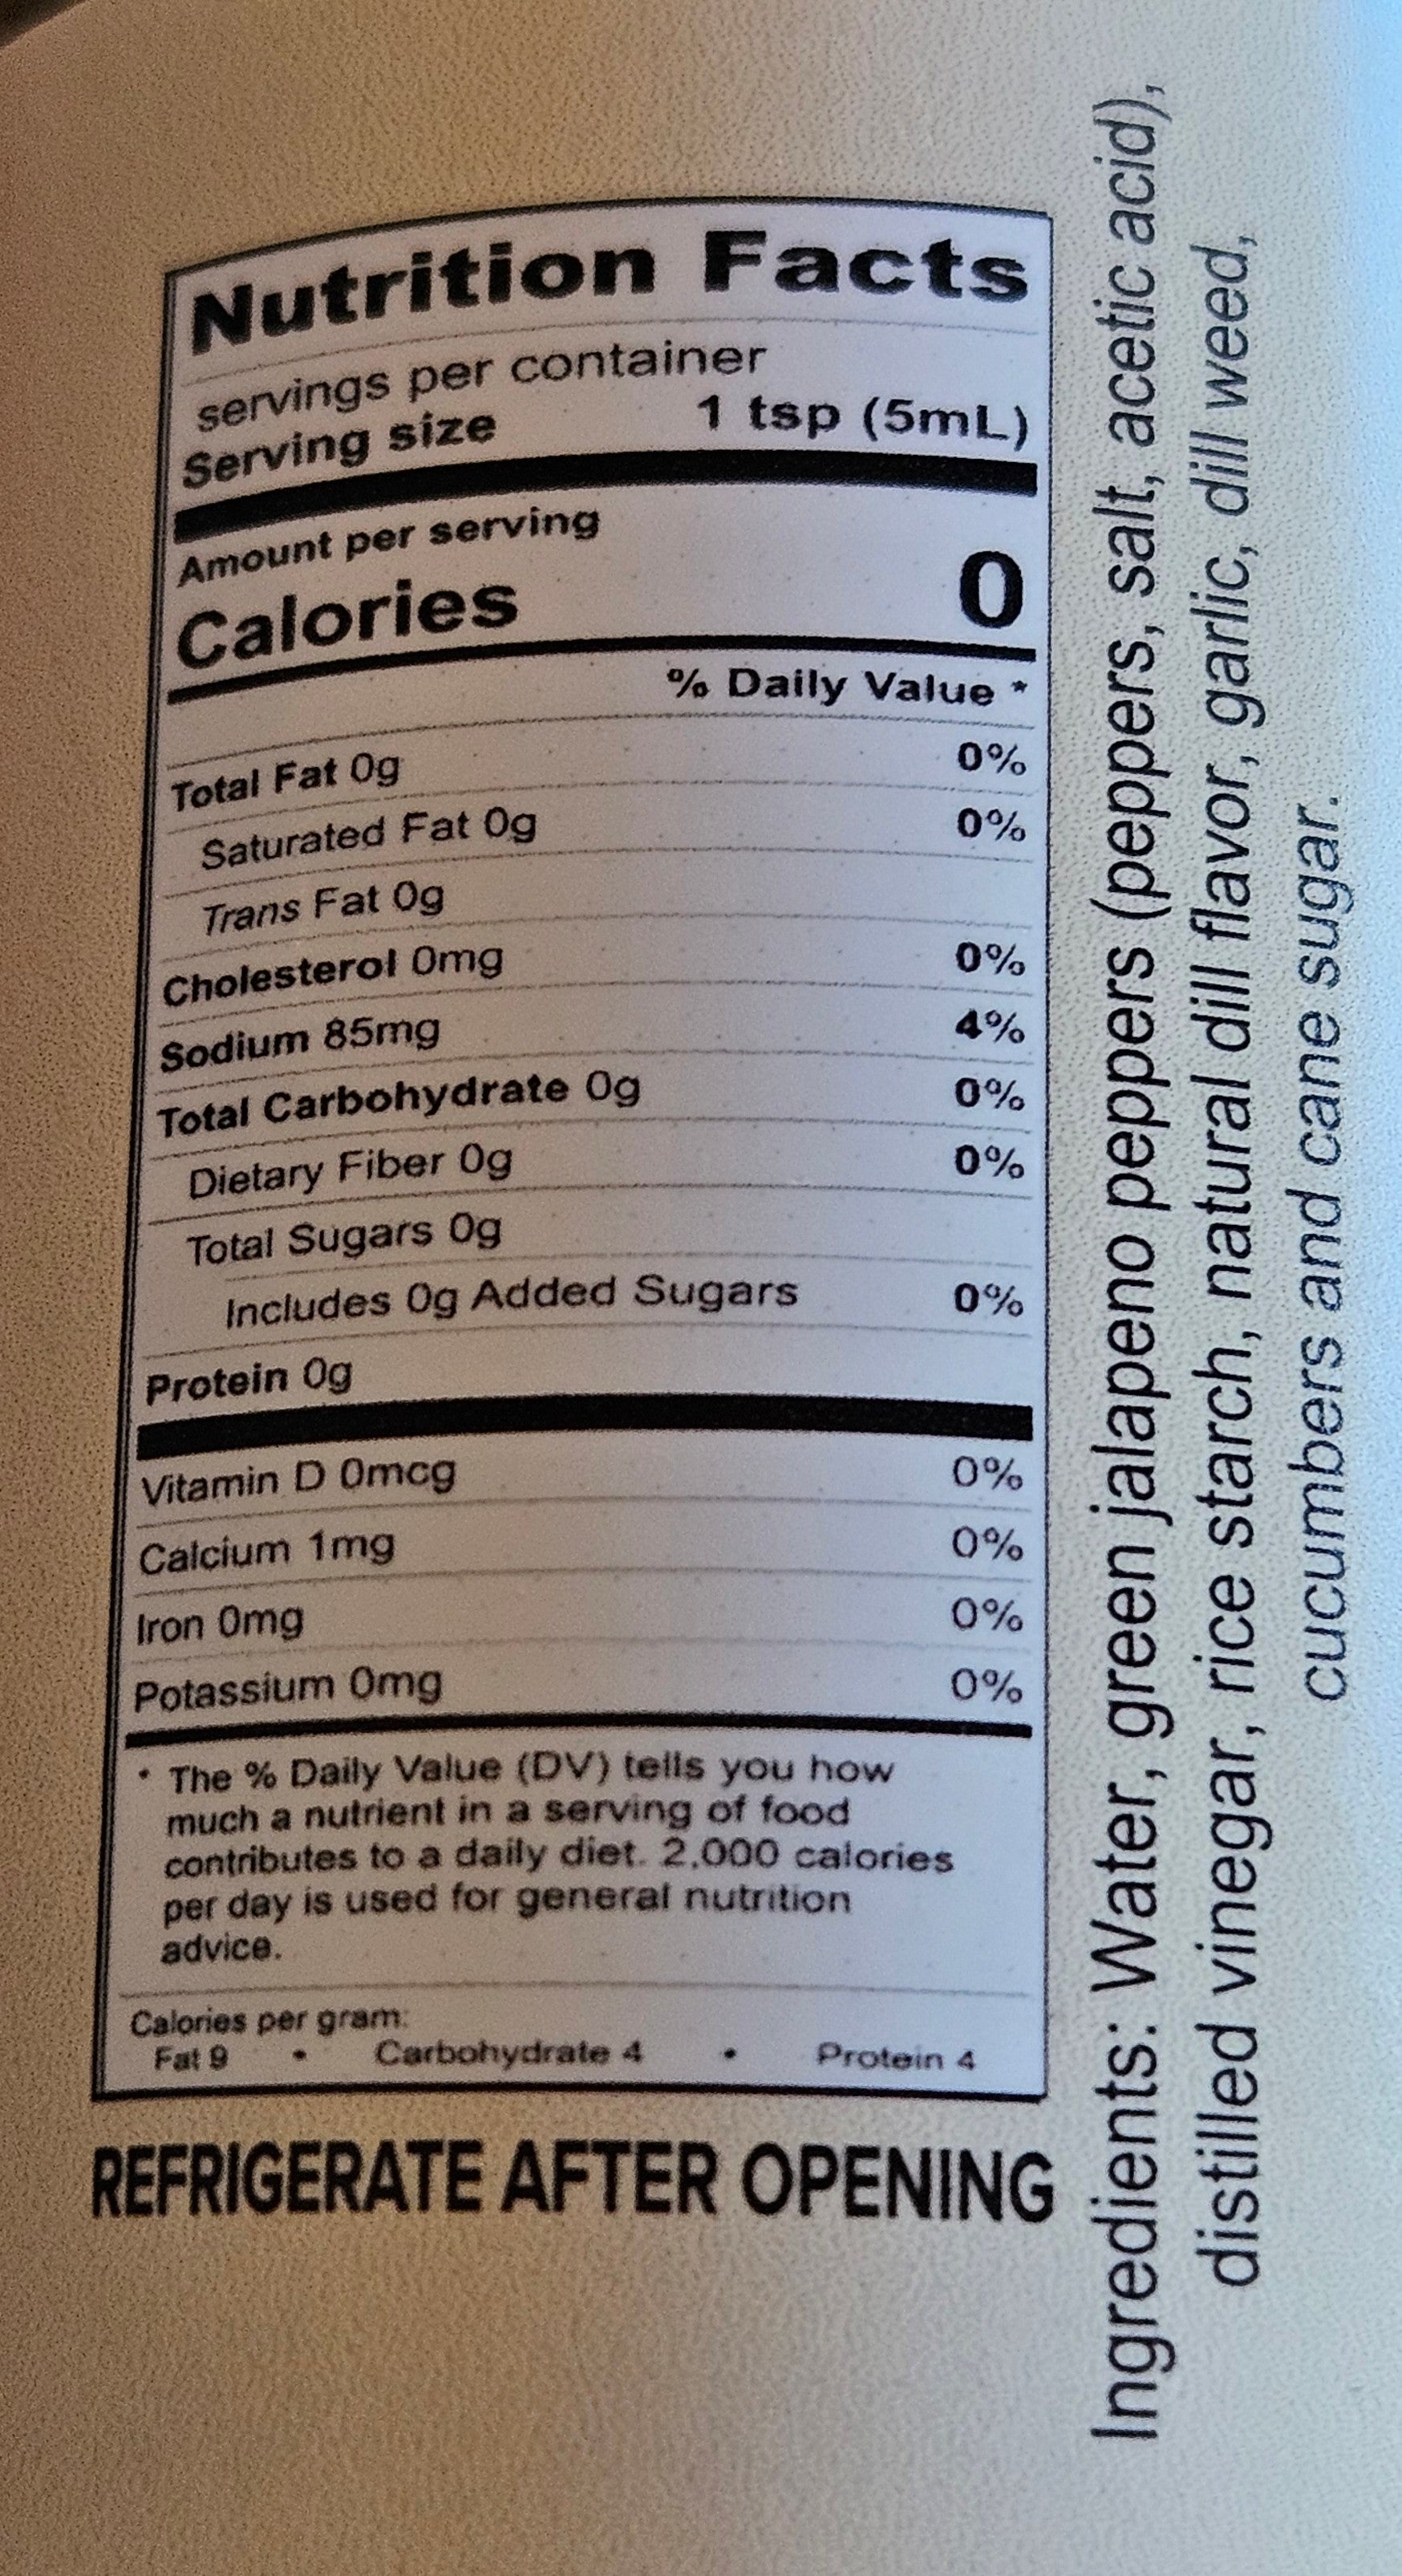 Nutrition Facts
servings per container
Serving size 1 tsp (5mL)
Amount per serving
Calories 0
% Daily Value *
Total Fat 0g 0%
Saturated Fat 0g 0%
Trans Fat 0g
Cholesterol 0mg 0%
Sodium 85mg 4%
Total Carbohydrate 0g 0%
Dietary Fiber 0g 0%
Total Sugars 0g
Includes 0g Added Sugars 0%
Protein 0g
Vitamin D 0mcg 0%
Calcium 1mg 0%
Iron 0mg 0%
Potassium 0mg 0%
* The % Daily Value (DV) tells you how
much a nutrient in a serving of food
contributes to a daily diet. 2,000 calories
per day is used for general nutrition
advice.
Calories per gram:
Fat 9 • Carbohydrate 4 • Protein 4
REFRIGERATE AFTER OPENING
Ingredients: Water, green jalapeno peppers (peppers, salt, acetic acid),
distilled vinegar, rice starch, natural dill flavor, garlic, dill weed,
cucumbers and cane sugar.